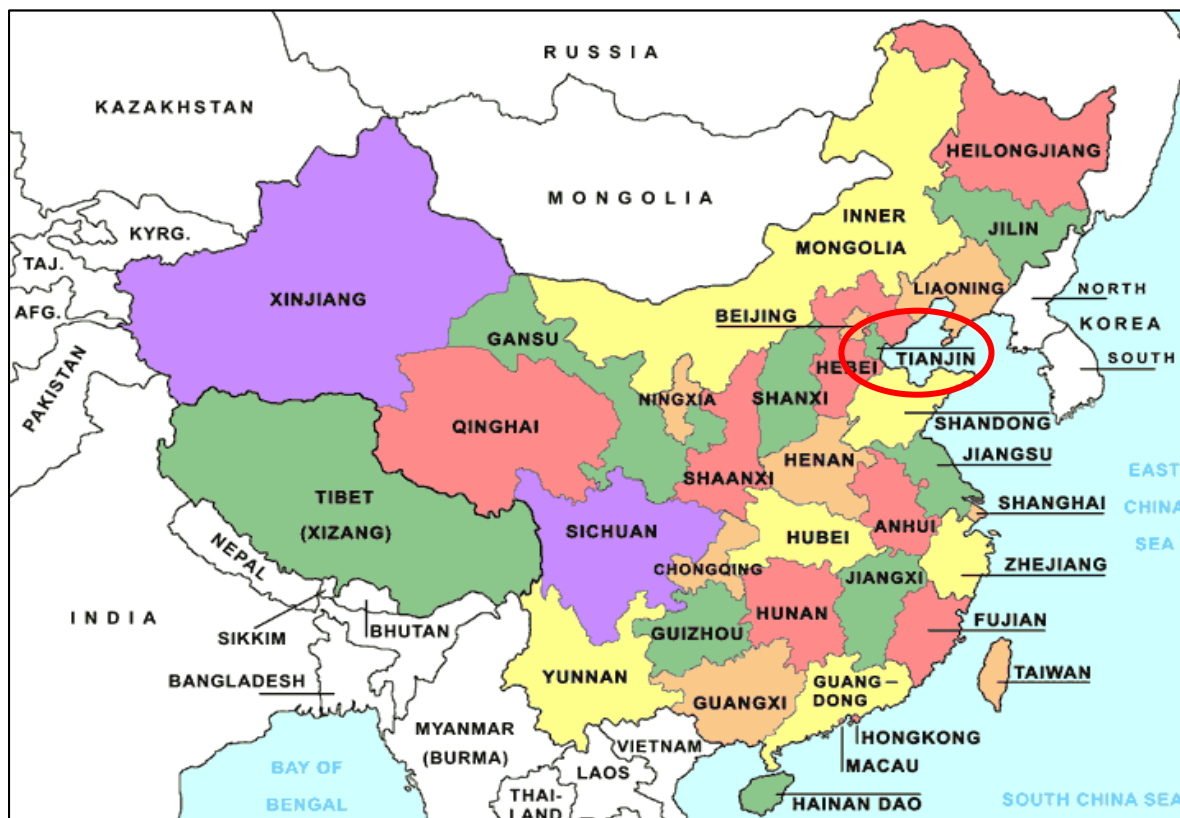 RUSSIA
KAZAKHSTAN
HEILONGJIANG
MONGOLIA
INNER
MONGOLIA
JILIN
KYRG.
TAJ.
XINJIANG
LIAONING
NORTH
AFG.
BEIJING
KOREA
GANSU
TIANJIN
SOUTH
HEBEI
PAKISTAN
NINGXIA
SHANXI
QINGHAI
SHANDONG
JIANGSU
HENAN
SHAANXI
EAST
CHINA
SEA
TIBET
(XIZANG)
SHANGHAI
SICHUAN
HUBEI
ANHUI
NEPAL
CHONGQING
JIANGXI
ZHEJIANG
INDIA
HUNAN
SIKKIM
BHUTAN
GUIZHOU
FUJIAN
BANGLADESH
YUNNAN
GUANG-
DONG
TAIWAN
GUANGXI
MYANMAR
(BURMA)
VIETNAM
HONGKONG
MACAU
LAOS
BAY OF
BENGAL
THAI-
LAND
HAINAN DAO
SOUTH CHINA SEA